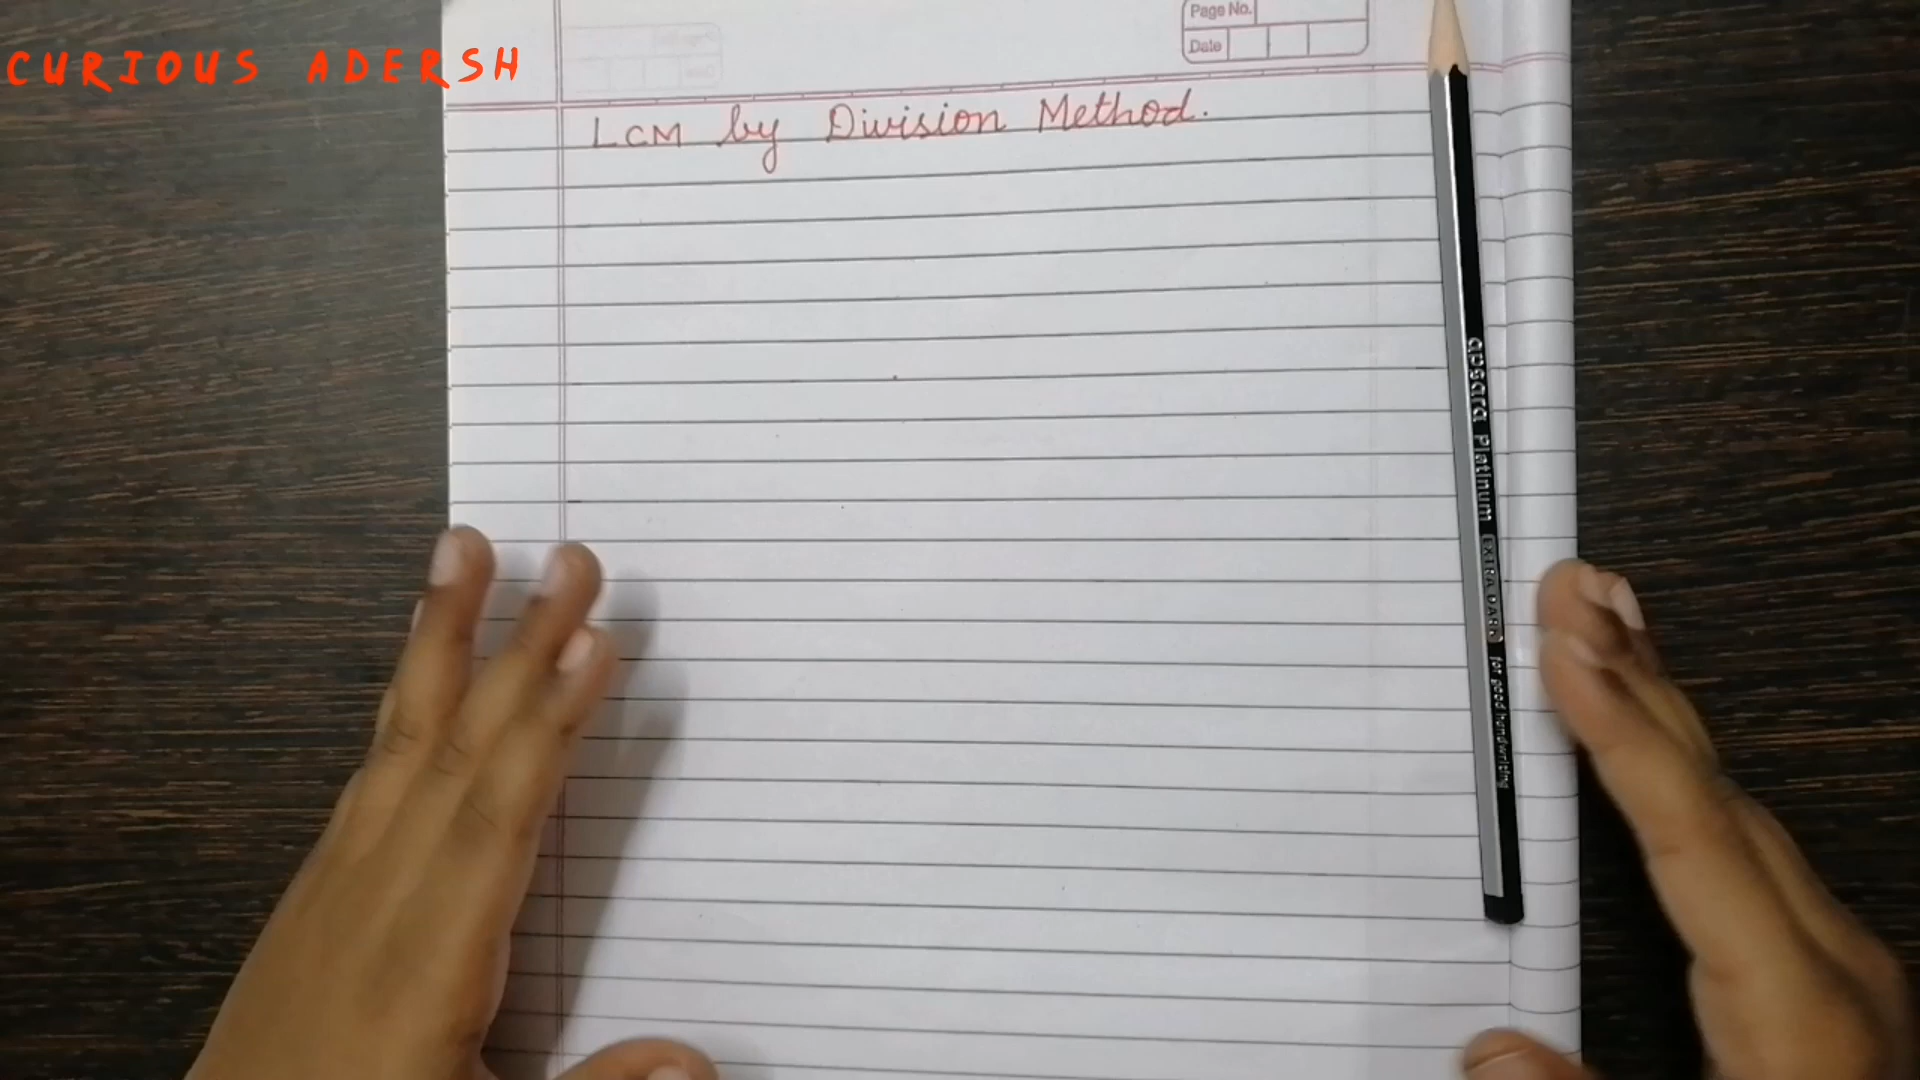 CURIOUS ADERSH
Page No.
Date
LCM by Division Method.
apsara Platinum EXTRA DARK for good handwriting